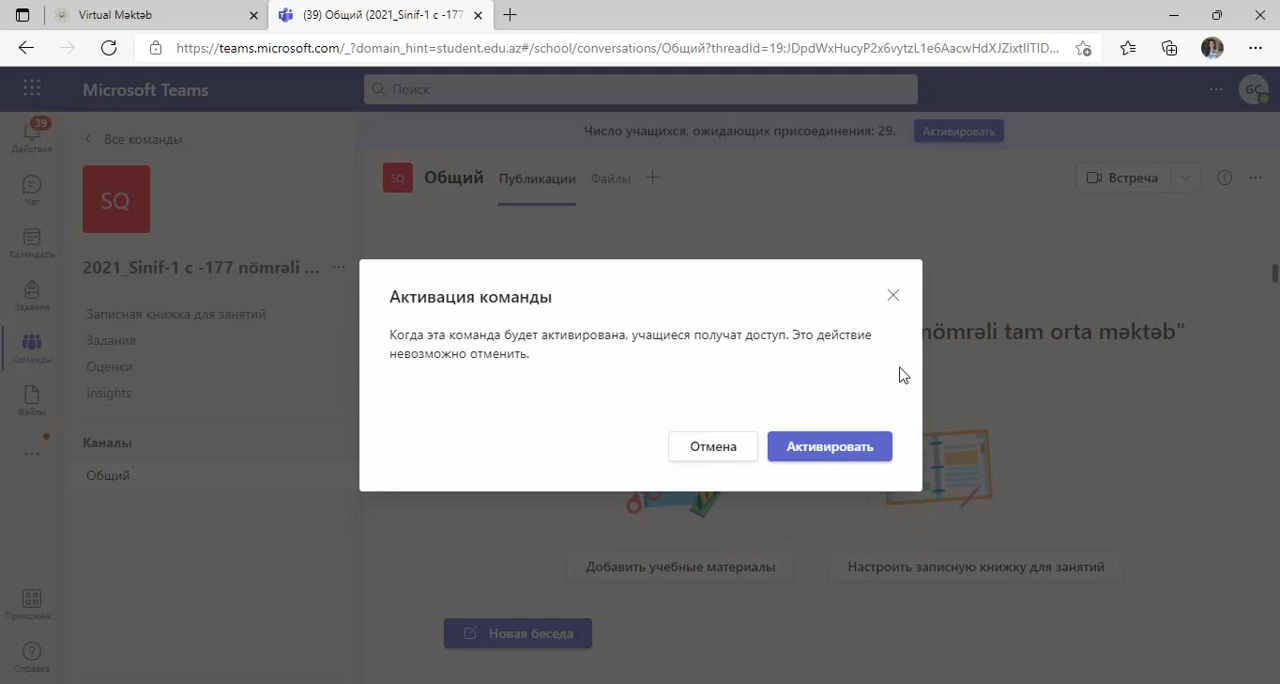 Virtual Məktəb
(39) Общий (2021_Sinif-1 c -177
https://teams.microsoft.com/_?domain_hint=student.edu.az#/school/conversations/Общий?threadId=19:JDpdWxHucyP2x6vytzL1e6AacwHdXJZixtIlTID...
Microsoft Teams
Поиск
GC
39
Действия
Чат
Календарь
Задания
Команды
Файлы
Приложен...
Справка
Все команды
SQ
2021_Sinif-1 c -177 nömrəli ...
Записная книжка для занятий
Задания
Оценки
Insights
Каналы
Общий
Число учащихся, ожидающих присоединения: 29.
Активировать
SQ
Общий
Публикации
Файлы
Встреча
nömrəli tam orta məktəb"
Активация команды
Когда эта команда будет активирована, учащиеся получат доступ. Это действие
невозможно отменить.
Отмена
Активировать
Добавить учебные материалы
Настроить записную книжку для занятий
Новая беседа